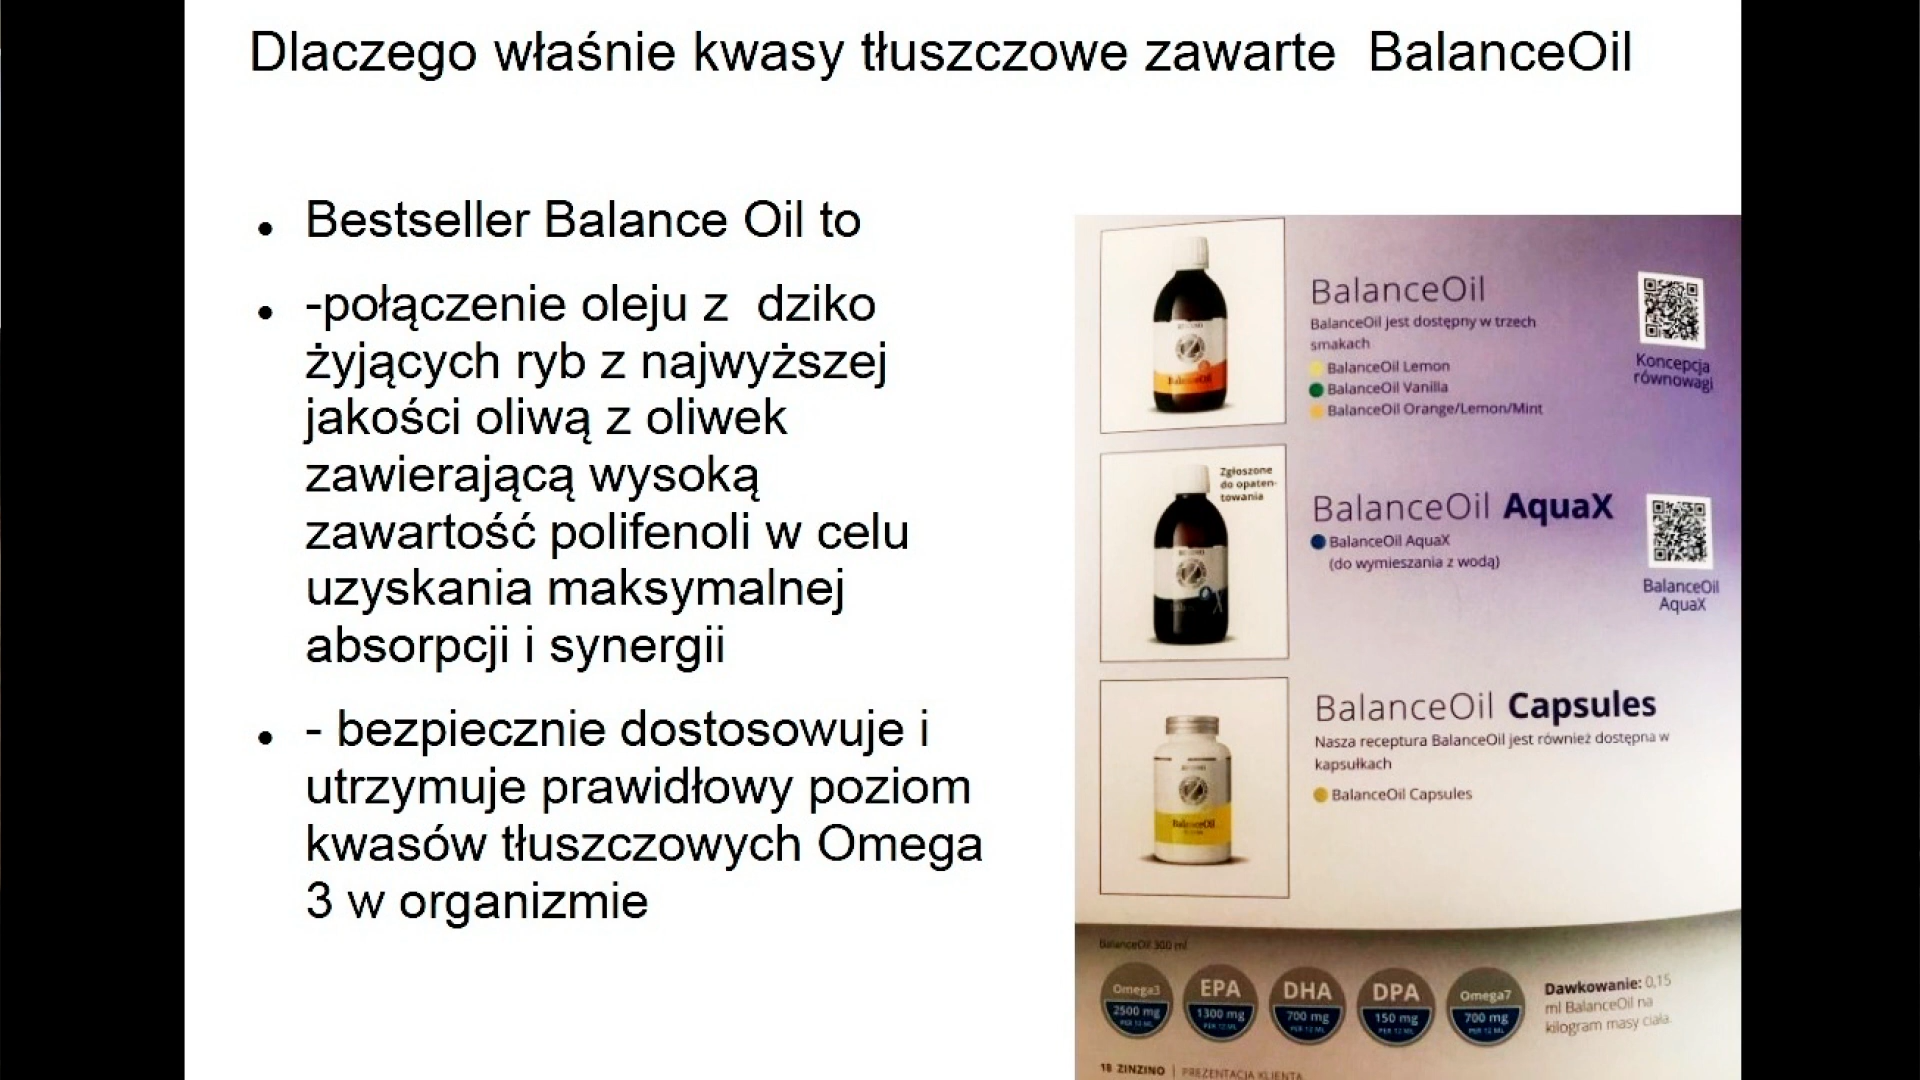 Dlaczego właśnie kwasy tłuszczowe zawarte  BalanceOil
Bestseller Balance Oil to
-połączenie oleju z  dziko
żyjących ryb z najwyższej
jakości oliwą z oliwek
zawierającą wysoką
zawartość polifenoli w celu
uzyskania maksymalnej
absorpcji i synergii
- bezpiecznie dostosowuje i
utrzymuje prawidłowy poziom
kwasów tłuszczowych Omega
3 w organizmie
BalanceOil
BalanceOil jest dostępny w trzech
smakach
BalanceOil Lemon
BalanceOil Vanilla
BalanceOil Orange/Lemon/Mint
Koncepcja
równowagi
BalanceOil
Zgłoszone
do opaten-
towania
BalanceOil AquaX
BalanceOil AquaX
(do wymieszania z wodą)
BalanceOil
AquaX
BalanceOil Capsules
Nasza receptura BalanceOil jest również dostępna w
kapsułkach
BalanceOil Capsules
BalanceOil
BalanceOil 300 ml
Omega3
2500 mg
PER 12 ML
EPA
1300 mg
PER 12 ML
DHA
700 mg
PER 12 ML
DPA
150 mg
PER 12 ML
Omega7
700 mg
PER 12 ML
Dawkowanie: 0,15
ml BalanceOil na
kilogram masy ciała.
18 ZINZINO | PREZENTACJA KLIENTA